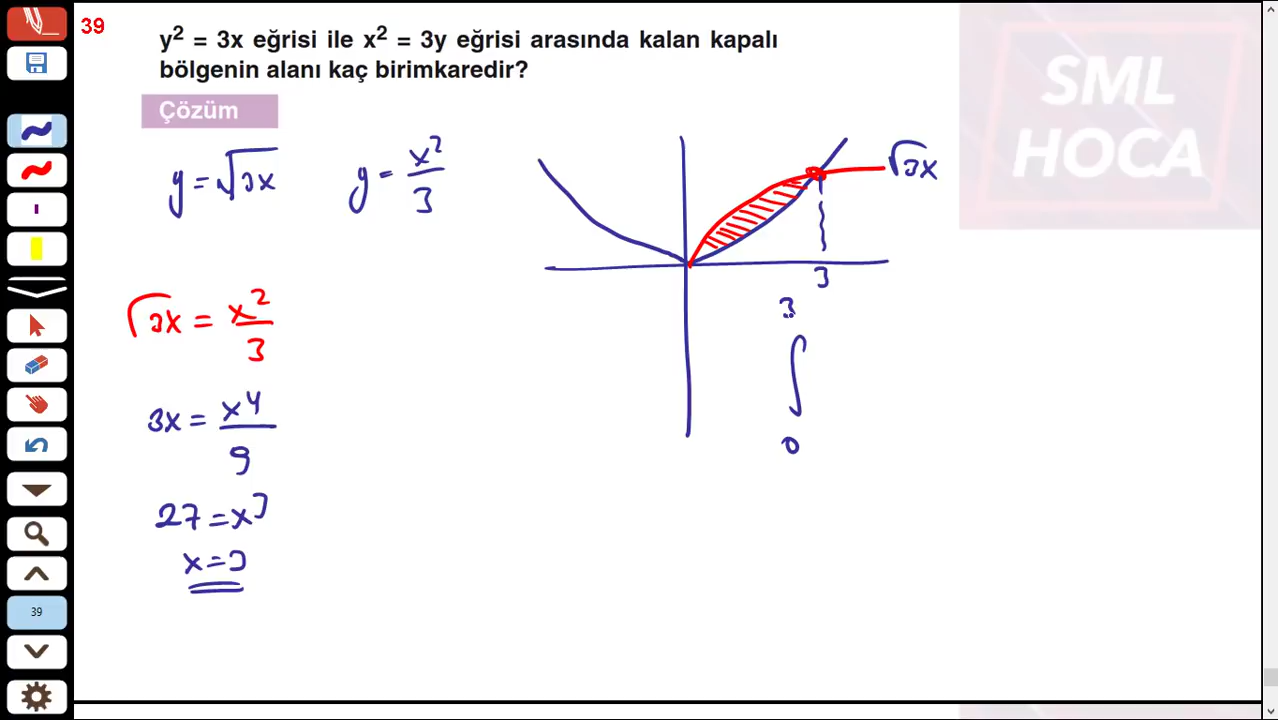 39
y² = 3x eğrisi ile x² = 3y eğrisi arasında kalan kapalı
bölgenin alanı kaç birimkaredir?
Çözüm
SML
HOCA
y = √3x
y = x²/3
√3x
3
√3x = x²/3
3x = x⁴/9
27 = x³
x = 3
3
∫
0
39